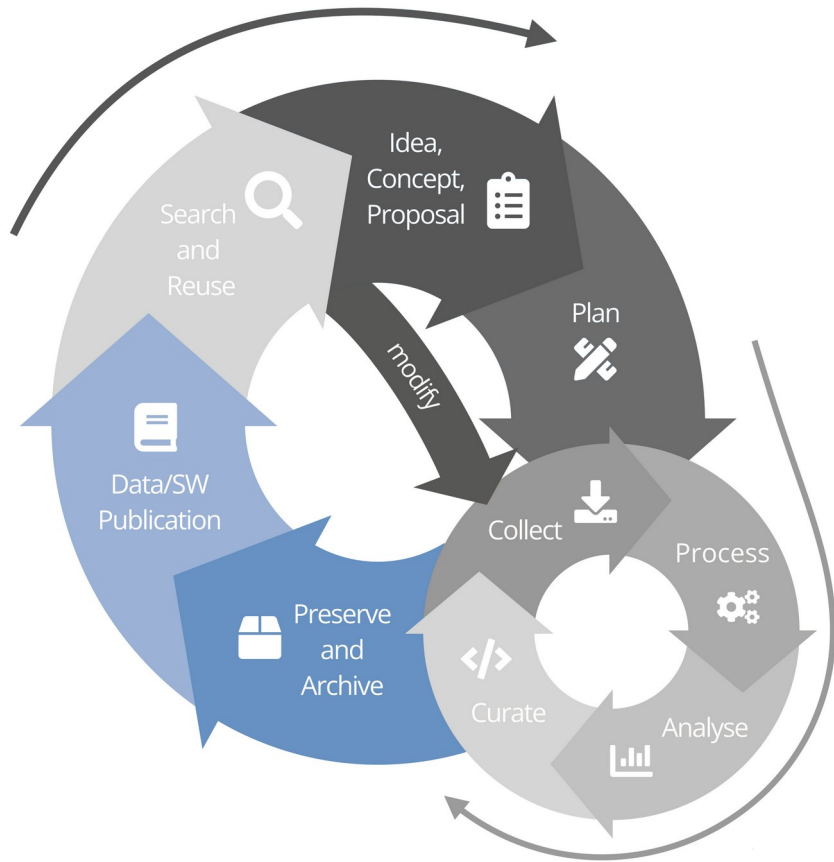 Idea,
Concept,
Proposal
Search
and
Reuse
Plan
modify
Data/SW
Publication
Collect
Process
Preserve
and
Archive
Curate
Analyse